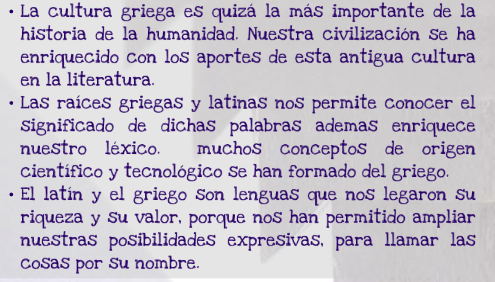 • La cultura griega es quizá la más importante de la
historia de la humanidad. Nuestra civilización se ha
enriquecido con los aportes de esta antigua cultura
en la literatura.
• Las raíces griegas y latinas nos permite conocer el
significado de dichas palabras ademas enriquece
nuestro léxico. muchos conceptos de origen
científico y tecnológico se han formado del griego.
• El latín y el griego son lenguas que nos legaron su
riqueza y su valor, porque nos han permitido ampliar
nuestras posibilidades expresivas, para llamar las
cosas por su nombre.